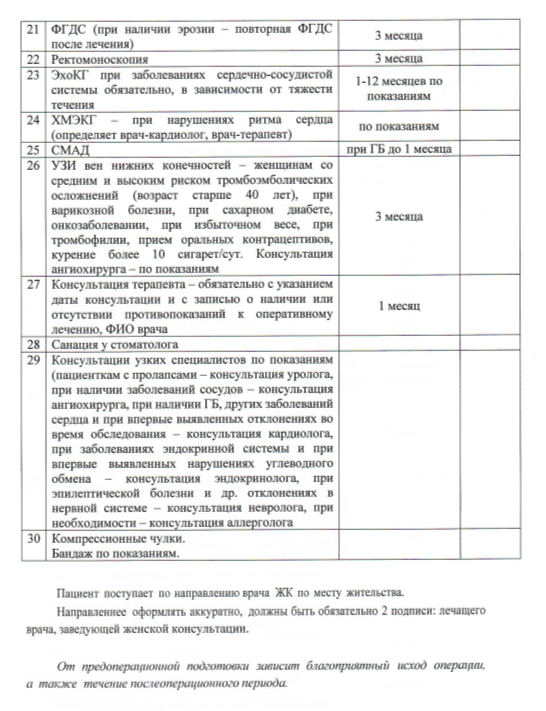 21 ФГДС (при наличии эрозии – повторная ФГДС 3 месяца
после лечения)
22 Ректомоноскопия 3 месяца
23 ЭхоКГ при заболеваниях сердечно-сосудистой 1-12 месяцев по
системы обязательно, в зависимости от тяжести показаниям
течения
24 ХМЭКГ – при нарушениях ритма сердца по показаниям
(определяет врач-кардиолог, врач-терапевт)
25 СМАД при ГБ до 1 месяца
26 УЗИ вен нижних конечностей – женщинам со
средним и высоким риском тромбоэмболических
осложнений (возраст старше 40 лет), при
варикозной болезни, при сахарном диабете, 3 месяца
онкозаболевании, при избыточном весе, при
тромбофилии, прием оральных контрацептивов,
курение более 10 сигарет/сут. Консультация
ангиохирурга – по показаниям
27 Консультация терапевта – обязательно с указанием
даты консультации и с записью о наличии или 1 месяц
отсутствии противопоказаний к оперативному
лечению, ФИО врача
28 Санация у стоматолога
29 Консультации узких специалистов по показаниям
(пациенткам с пролапсами – консультация уролога,
при наличии заболеваний сосудов – консультация
ангиохирурга, при наличии ГБ, других заболеваний
сердца и при впервые выявленных отклонениях во
время обследования – консультация кардиолога,
при заболеваниях эндокринной системы и при
впервые выявленных нарушениях углеводного
обмена – консультация эндокринолога, при
эпилептической болезни и др. отклонениях в
нервной системе – консультация невролога, при
необходимости – консультация аллерголога
30 Компрессионные чулки.
Бандаж по показаниям.
Пациент поступает по направлению врача ЖК по месту жительства.
Направленее оформлять аккуратно, должны быть обязательно 2 подписи: лечащего
врача, заведующей женской консультации.
От предоперационной подготовки зависит благоприятный исход операции,
а также течение послеоперационного периода.